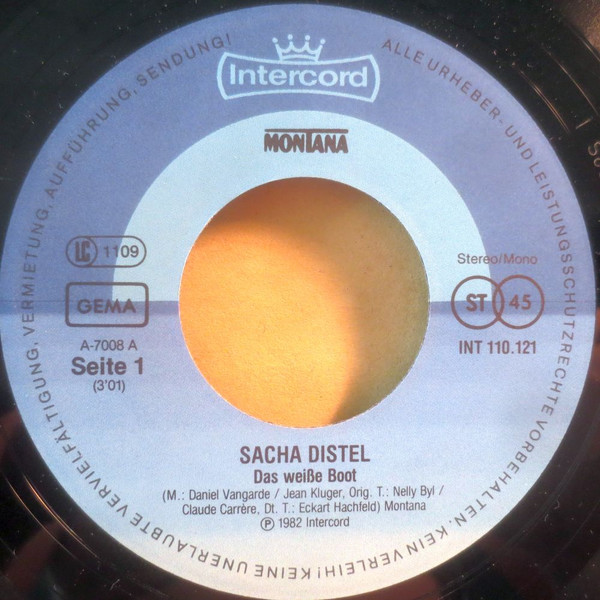 Intercord
MONTANA
ALLE URHEBER- UND LEISTUNGSSCHUTZRECHTE VORBEHALTEN. KEIN VERLEIH! KEINE UNERLAUBTE VERVIELFÄLTIGUNG, VERMIETUNG, AUFFÜHRUNG, SENDUNG!
LC 1109
GEMA
A-7008 A
Seite 1
(3'01)
Stereo/Mono
ST 45
INT 110.121
SACHA DISTEL
Das weiße Boot
(M.: Daniel Vangarde / Jean Kluger, Orig. T.: Nelly Byl /
Claude Carrère, Dt. T.: Eckart Hachfeld) Montana
Ⓟ 1982 Intercord